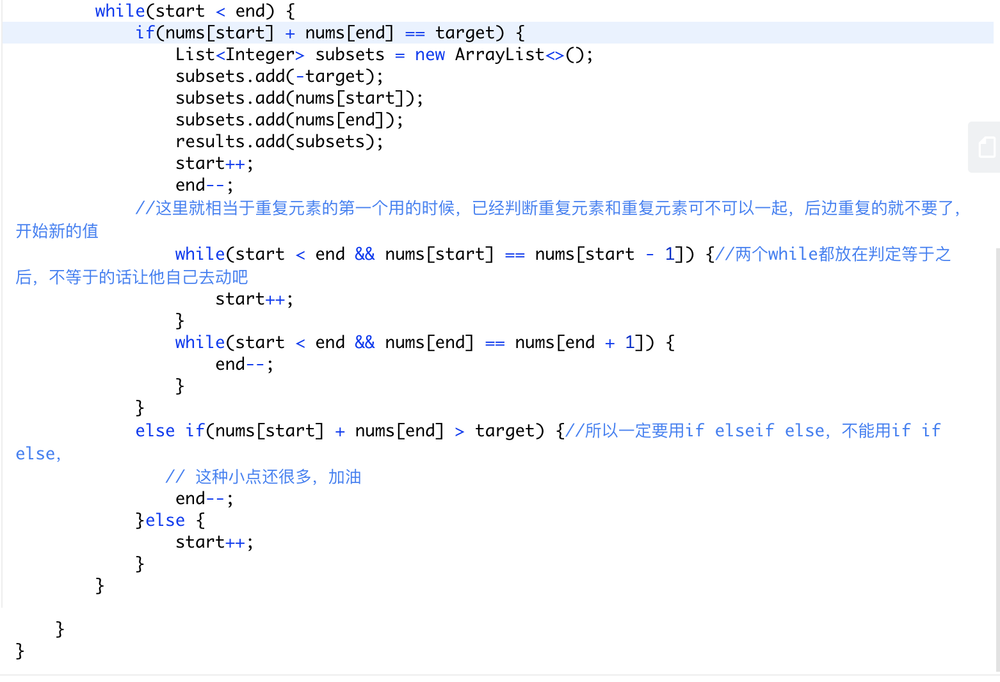 while(start < end) {
if(nums[start] + nums[end] == target) {
List<Integer> subsets = new ArrayList<>();
subsets.add(-target);
subsets.add(nums[start]);
subsets.add(nums[end]);
results.add(subsets);
start++;
end--;
//这里就相当于重复元素的第一个用的时候，已经判断重复元素和重复元素可不可以一起，后边重复的就不要了，
开始新的值
while(start < end && nums[start] == nums[start - 1]) {//两个while都放在判定等于之
后，不等于的话让他自己去动吧
start++;
}
while(start < end && nums[end] == nums[end + 1]) {
end--;
}
}
else if(nums[start] + nums[end] > target) {//所以一定要用if elseif else，不能用if if
else，
// 这种小点还很多，加油
end--;
}else {
start++;
}
}
}
}